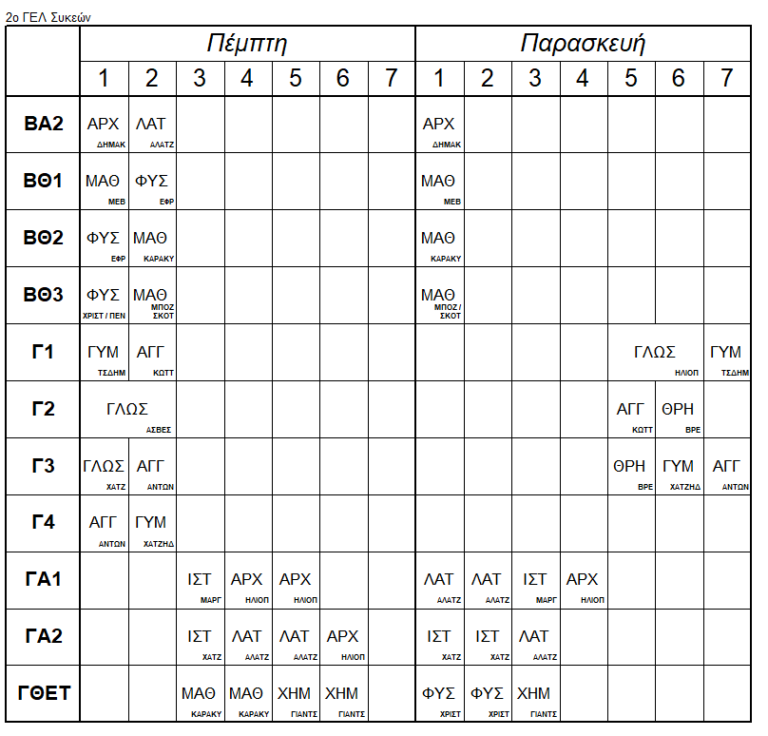 2ο ΓΕΛ Συκεών
Πέμπτη Παρασκευή
1 2 3 4 5 6 7 1 2 3 4 5 6 7
ΒΑ2 ΑΡΧ ΛΑΤ ΑΡΧ
ΔΗΜΑΚ ΑΛΑΤΖ ΔΗΜΑΚ
ΒΘ1 ΜΑΘ ΦΥΣ ΜΑΘ
ΜΕΒ ΕΦΡ ΜΕΒ
ΒΘ2 ΦΥΣ ΜΑΘ ΜΑΘ
ΕΦΡ ΚΑΡΑΚΥ ΚΑΡΑΚΥ
ΒΘ3 ΦΥΣ ΜΑΘ ΜΑΘ
ΜΠΟΖ ΜΠΟΖ /
ΧΡΙΣΤ / ΠΕΝ ΣΚΟΤ ΣΚΟΤ
Γ1 ΓΥΜ ΑΓΓ ΓΛΩΣ ΓΥΜ
ΤΣΔΗΜ ΚΩΤΤ ΗΛΙΟΠ ΤΣΔΗΜ
Γ2 ΓΛΩΣ ΑΓΓ ΘΡΗ
ΑΣΒΕΣ ΚΩΤΤ ΒΡΕ
Γ3 ΓΛΩΣ ΑΓΓ ΘΡΗ ΓΥΜ ΑΓΓ
ΧΑΤΖ ΑΝΤΩΝ ΒΡΕ ΧΑΤΖΗΔ ΑΝΤΩΝ
Γ4 ΑΓΓ ΓΥΜ
ΑΝΤΩΝ ΧΑΤΖΗΔ
ΓΑ1 ΙΣΤ ΑΡΧ ΑΡΧ ΛΑΤ ΛΑΤ ΙΣΤ ΑΡΧ
ΜΑΡΓ ΗΛΙΟΠ ΗΛΙΟΠ ΑΛΑΤΖ ΑΛΑΤΖ ΜΑΡΓ ΗΛΙΟΠ
ΓΑ2 ΙΣΤ ΛΑΤ ΛΑΤ ΑΡΧ ΙΣΤ ΙΣΤ ΛΑΤ
ΧΑΤΖ ΑΛΑΤΖ ΑΛΑΤΖ ΗΛΙΟΠ ΧΑΤΖ ΧΑΤΖ ΑΛΑΤΖ
ΓΘΕΤ ΜΑΘ ΜΑΘ ΧΗΜ ΧΗΜ ΦΥΣ ΦΥΣ ΧΗΜ
ΚΑΡΑΚΥ ΚΑΡΑΚΥ ΓΙΑΝΤΣ ΓΙΑΝΤΣ ΧΡΙΣΤ ΧΡΙΣΤ ΓΙΑΝΤΣ